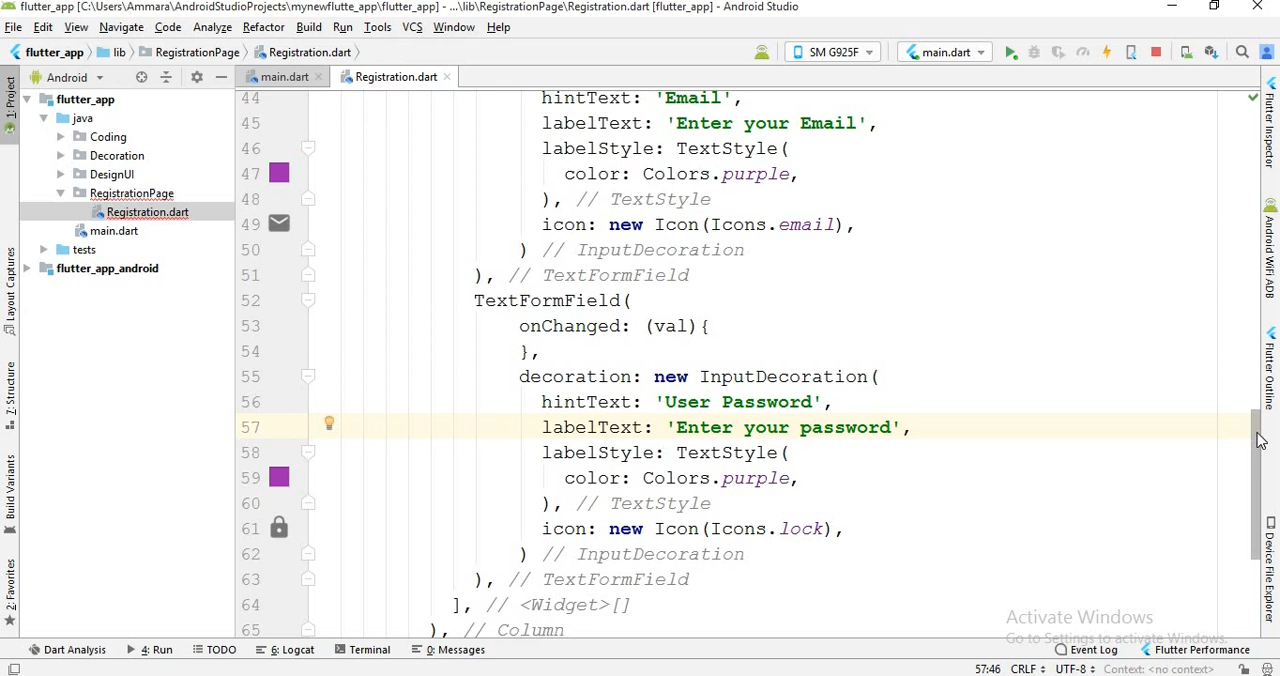 flutter_app [C:\Users\Ammara\AndroidStudioProjects\mynewflutte_app\flutter_app] - ...\lib\RegistrationPage\Registration.dart [flutter_app] - Android Studio
File Edit View Navigate Code Analyze Refactor Build Run Tools VCS Window Help
flutter_app lib RegistrationPage Registration.dart SM G925F main.dart
1: Project
Layout Captures
7: Structure
Build Variants
2: Favorites
Android
flutter_app
java
Coding
Decoration
DesignUI
RegistrationPage
Registration.dart
main.dart
tests
flutter_app_android
main.dart Registration.dart
44 hintText: 'Email',
45 labelText: 'Enter your Email',
46 labelStyle: TextStyle(
47 color: Colors.purple,
48 ), // TextStyle
49 icon: new Icon(Icons.email),
50 ) // InputDecoration
51 ), // TextFormField
52 TextFormField(
53 onChanged: (val){
54 },
55 decoration: new InputDecoration(
56 hintText: 'User Password',
57 labelText: 'Enter your password',
58 labelStyle: TextStyle(
59 color: Colors.purple,
60 ), // TextStyle
61 icon: new Icon(Icons.lock),
62 ) // InputDecoration
63 ), // TextFormField
64 ], // <Widget>[]
65 ), // Column
Flutter Inspector
Android WiFi ADB
Flutter Outline
Device File Explorer
Activate Windows
Go to Settings to activate Windows.
Dart Analysis 4: Run TODO 6: Logcat Terminal 0: Messages Event Log Flutter Performance
57:46 CRLF UTF-8 Context: <no context>